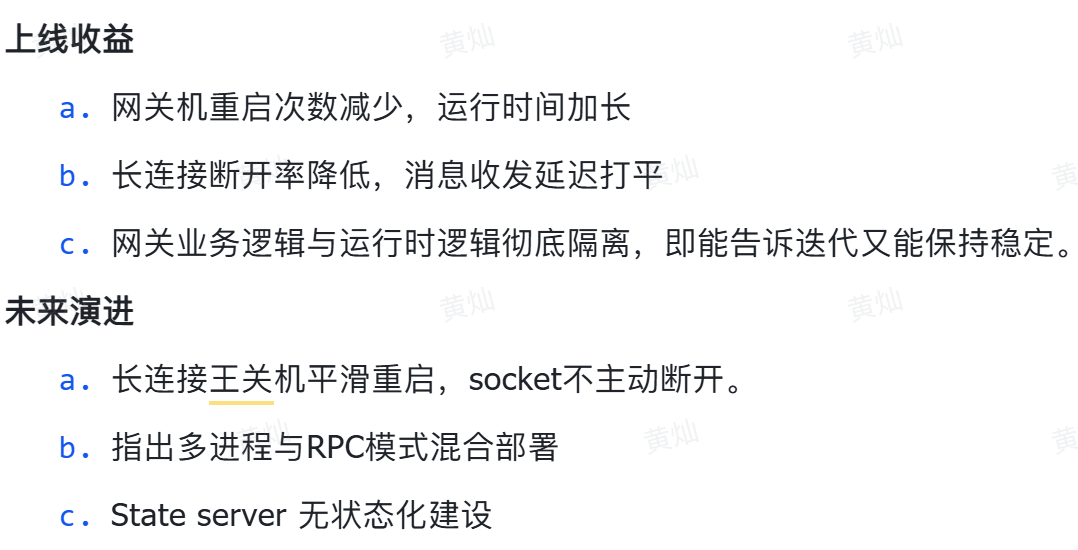 上线收益
a. 网关机重启次数减少，运行时间加长
b. 长连接断开率降低，消息收发延迟打平
c. 网关业务逻辑与运行时逻辑彻底隔离，即能告诉迭代又能保持稳定。
未来演进
a. 长连接王关机平滑重启，socket不主动断开。
b. 指出多进程与RPC模式混合部署
c. State server 无状态化建设
黄灿
黄灿
黄灿
黄灿
黄灿
黄灿
黄灿